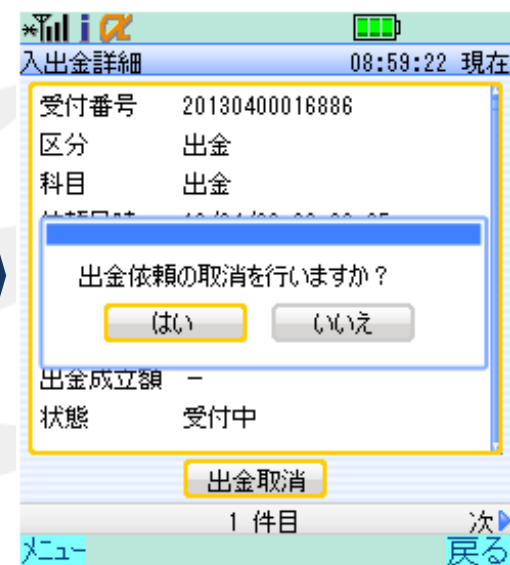 i α
入出金詳細 08:59:22 現在
受付番号 20130400016886
区分 出金
科目 出金
出金依頼の取消を行いますか？
はい いいえ
出金成立額 －
状態 受付中
出金取消
1 件目 次
ﾒﾆｭｰ 戻る